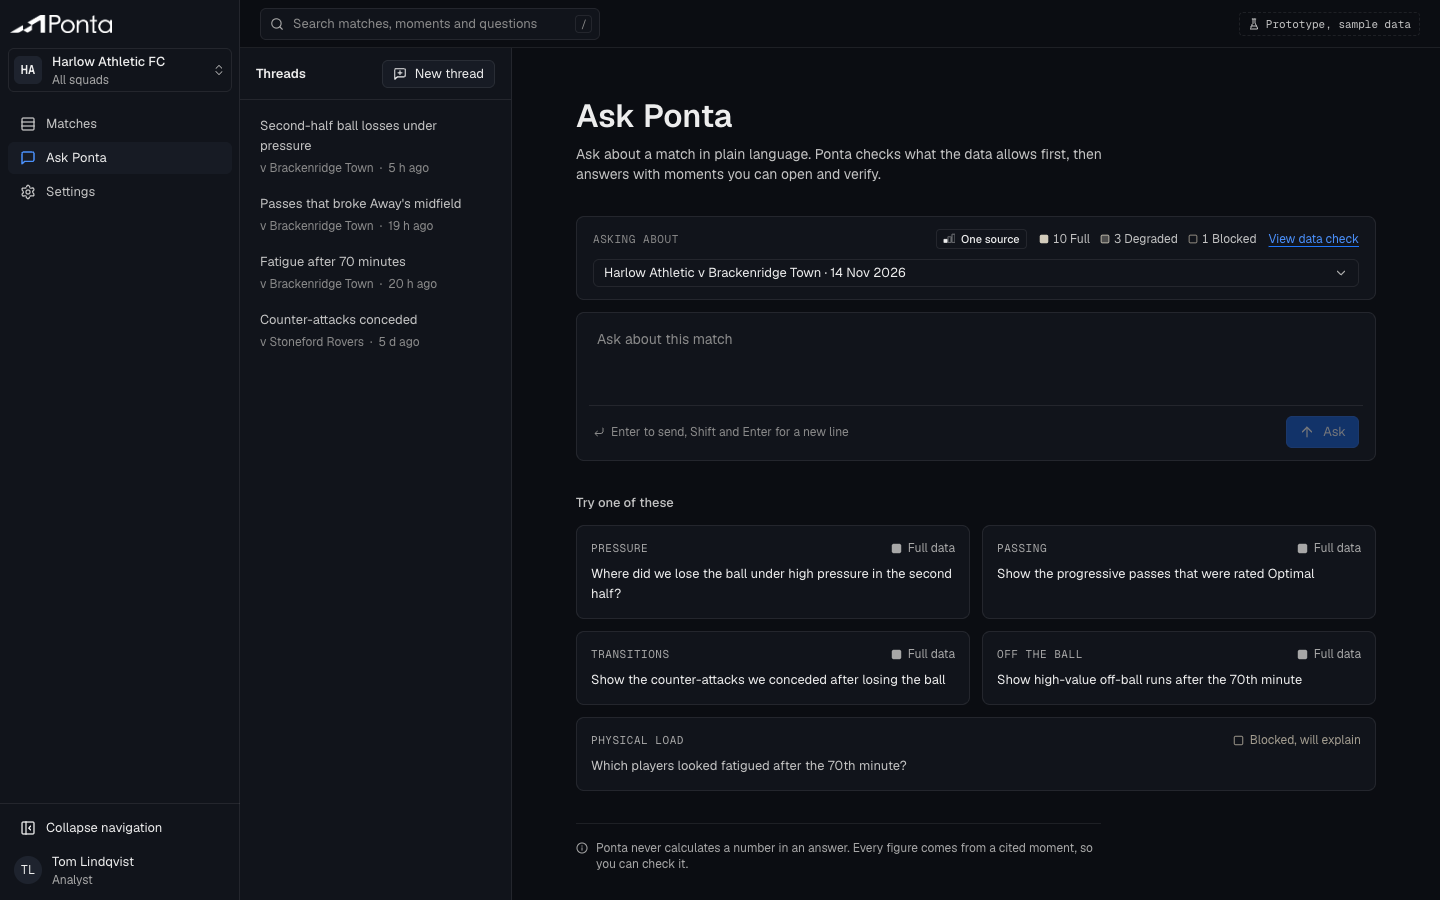 Ponta
HA
Harlow Athletic FC
All squads
Matches
Ask Ponta
Settings
Collapse navigation
TL
Tom Lindqvist
Analyst
Search matches, moments and questions
/
Prototype, sample data
Threads
New thread
Second-half ball losses under
pressure
v Brackenridge Town · 5 h ago
Passes that broke Away's midfield
v Brackenridge Town · 19 h ago
Fatigue after 70 minutes
v Brackenridge Town · 20 h ago
Counter-attacks conceded
v Stoneford Rovers · 5 d ago
Ask Ponta
Ask about a match in plain language. Ponta checks what the data allows first, then
answers with moments you can open and verify.
ASKING ABOUT
One source
10 Full
3 Degraded
1 Blocked
View data check
Harlow Athletic v Brackenridge Town · 14 Nov 2026
Ask about this match
Enter to send, Shift and Enter for a new line
Ask
Try one of these
PRESSURE
Full data
Where did we lose the ball under high pressure in the second
half?
PASSING
Full data
Show the progressive passes that were rated Optimal
TRANSITIONS
Full data
Show the counter-attacks we conceded after losing the ball
OFF THE BALL
Full data
Show high-value off-ball runs after the 70th minute
PHYSICAL LOAD
Blocked, will explain
Which players looked fatigued after the 70th minute?
Ponta never calculates a number in an answer. Every figure comes from a cited moment, so
you can check it.